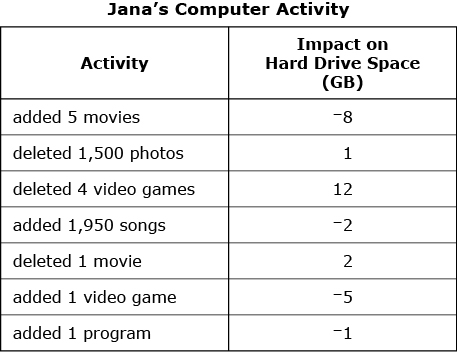 Jana's Computer Activity
Activity
Impact on
Hard Drive Space
(GB)
added 5 movies
⁻8
deleted 1,500 photos
1
deleted 4 video games
12
added 1,950 songs
⁻2
deleted 1 movie
2
added 1 video game
⁻5
added 1 program
⁻1